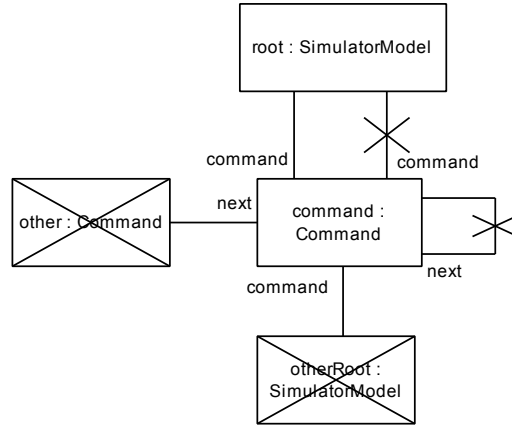 root : SimulatorModel
command
command
other : Command
next
command :
Command
next
command
otherRoot :
SimulatorModel